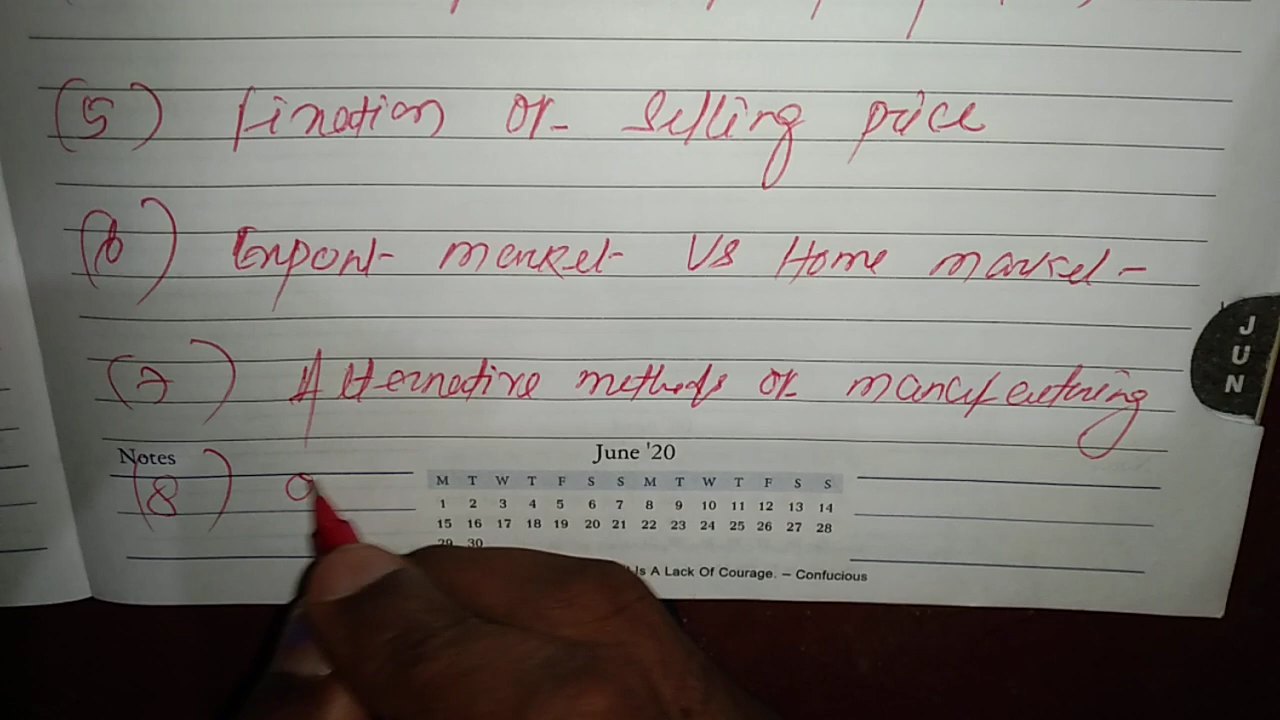 (5) Fixation of Selling price
(6) Export market Vs Home market
(7) Alternative methods of manufacturing
JUN
Notes
June '20
(8) O
M T W T F S S M T W T F S S
1 2 3 4 5 6 7 8 9 10 11 12 13 14
15 16 17 18 19 20 21 22 23 24 25 26 27 28
29 30
Is A Lack Of Courage. – Confucious